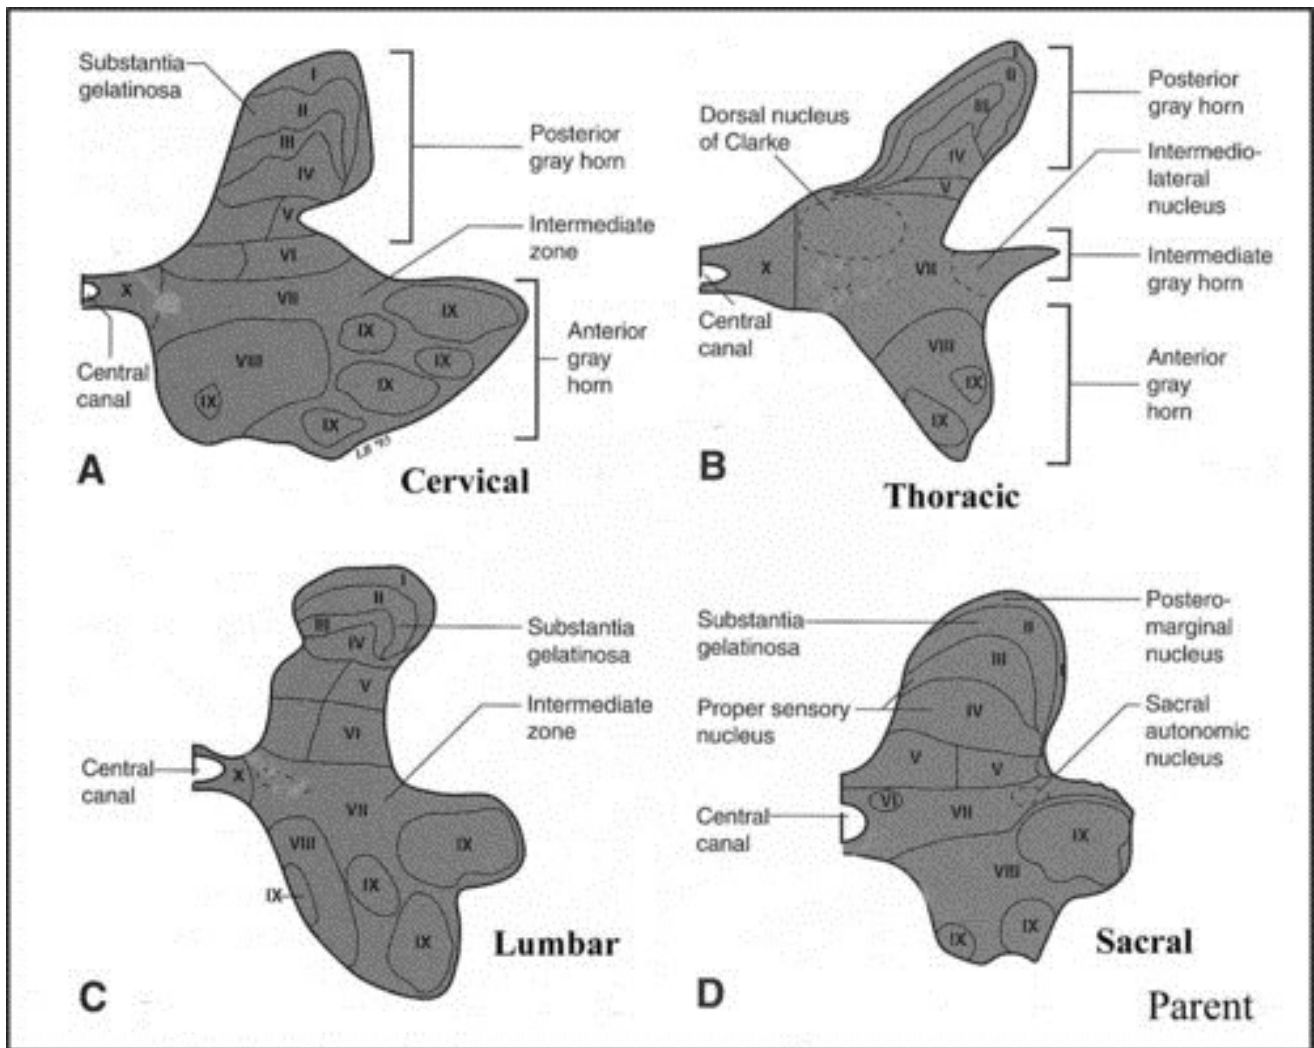 Substantia
gelatinosa
I
II
III
IV
V
VI
VII
X
VIII
IX
IX
IX
IX
IX
IX
Posterior
gray horn
Intermediate
zone
Anterior
gray
horn
Central
canal
LB '95
A
Cervical
Dorsal nucleus
of Clarke
I
II
III
IV
V
X
VII
VIII
IX
IX
Posterior
gray horn
Intermedio-
lateral
nucleus
Intermediate
gray horn
Anterior
gray
horn
Central
canal
B
Thoracic
I
II
III
IV
V
VI
X
VII
VIII
IX
IX
IX
IX
Substantia
gelatinosa
Intermediate
zone
Central
canal
C
Lumbar
Substantia
gelatinosa
Proper sensory
nucleus
Central
canal
II
I
III
IV
V
V
VI
VII
VIII
IX
IX
IX
Postero-
marginal
nucleus
Sacral
autonomic
nucleus
D
Sacral
Parent